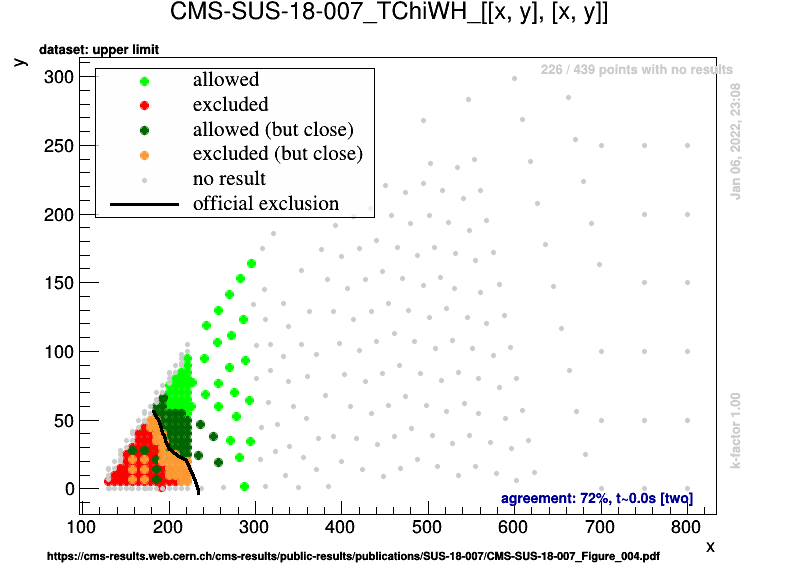 CMS-SUS-18-007_TChiWH_[[x, y], [x, y]]
dataset: upper limit
y
226 / 439 points with no results
allowed
excluded
allowed (but close)
excluded (but close)
no result
official exclusion
300
250
200
150
100
50
0
Jan 06, 2022, 23:08
k-factor 1.00
agreement: 72%, t~0.0s [two]
100 200 300 400 500 600 700 800
x
https://cms-results.web.cern.ch/cms-results/public-results/publications/SUS-18-007/CMS-SUS-18-007_Figure_004.pdf